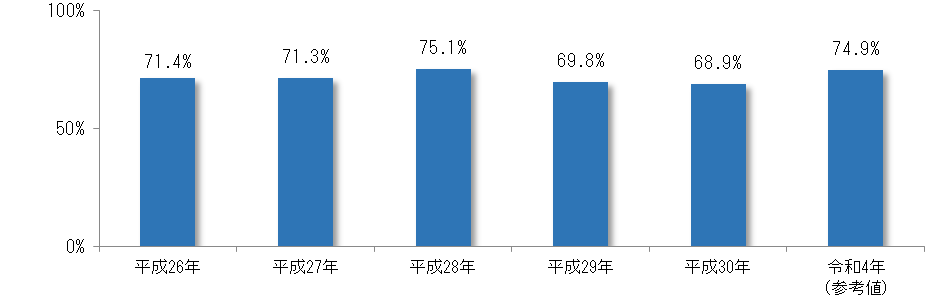 100%
71.4%
71.3%
75.1%
69.8%
68.9%
74.9%
50%
0%
平成26年
平成27年
平成28年
平成29年
平成30年
令和4年
(参考値)